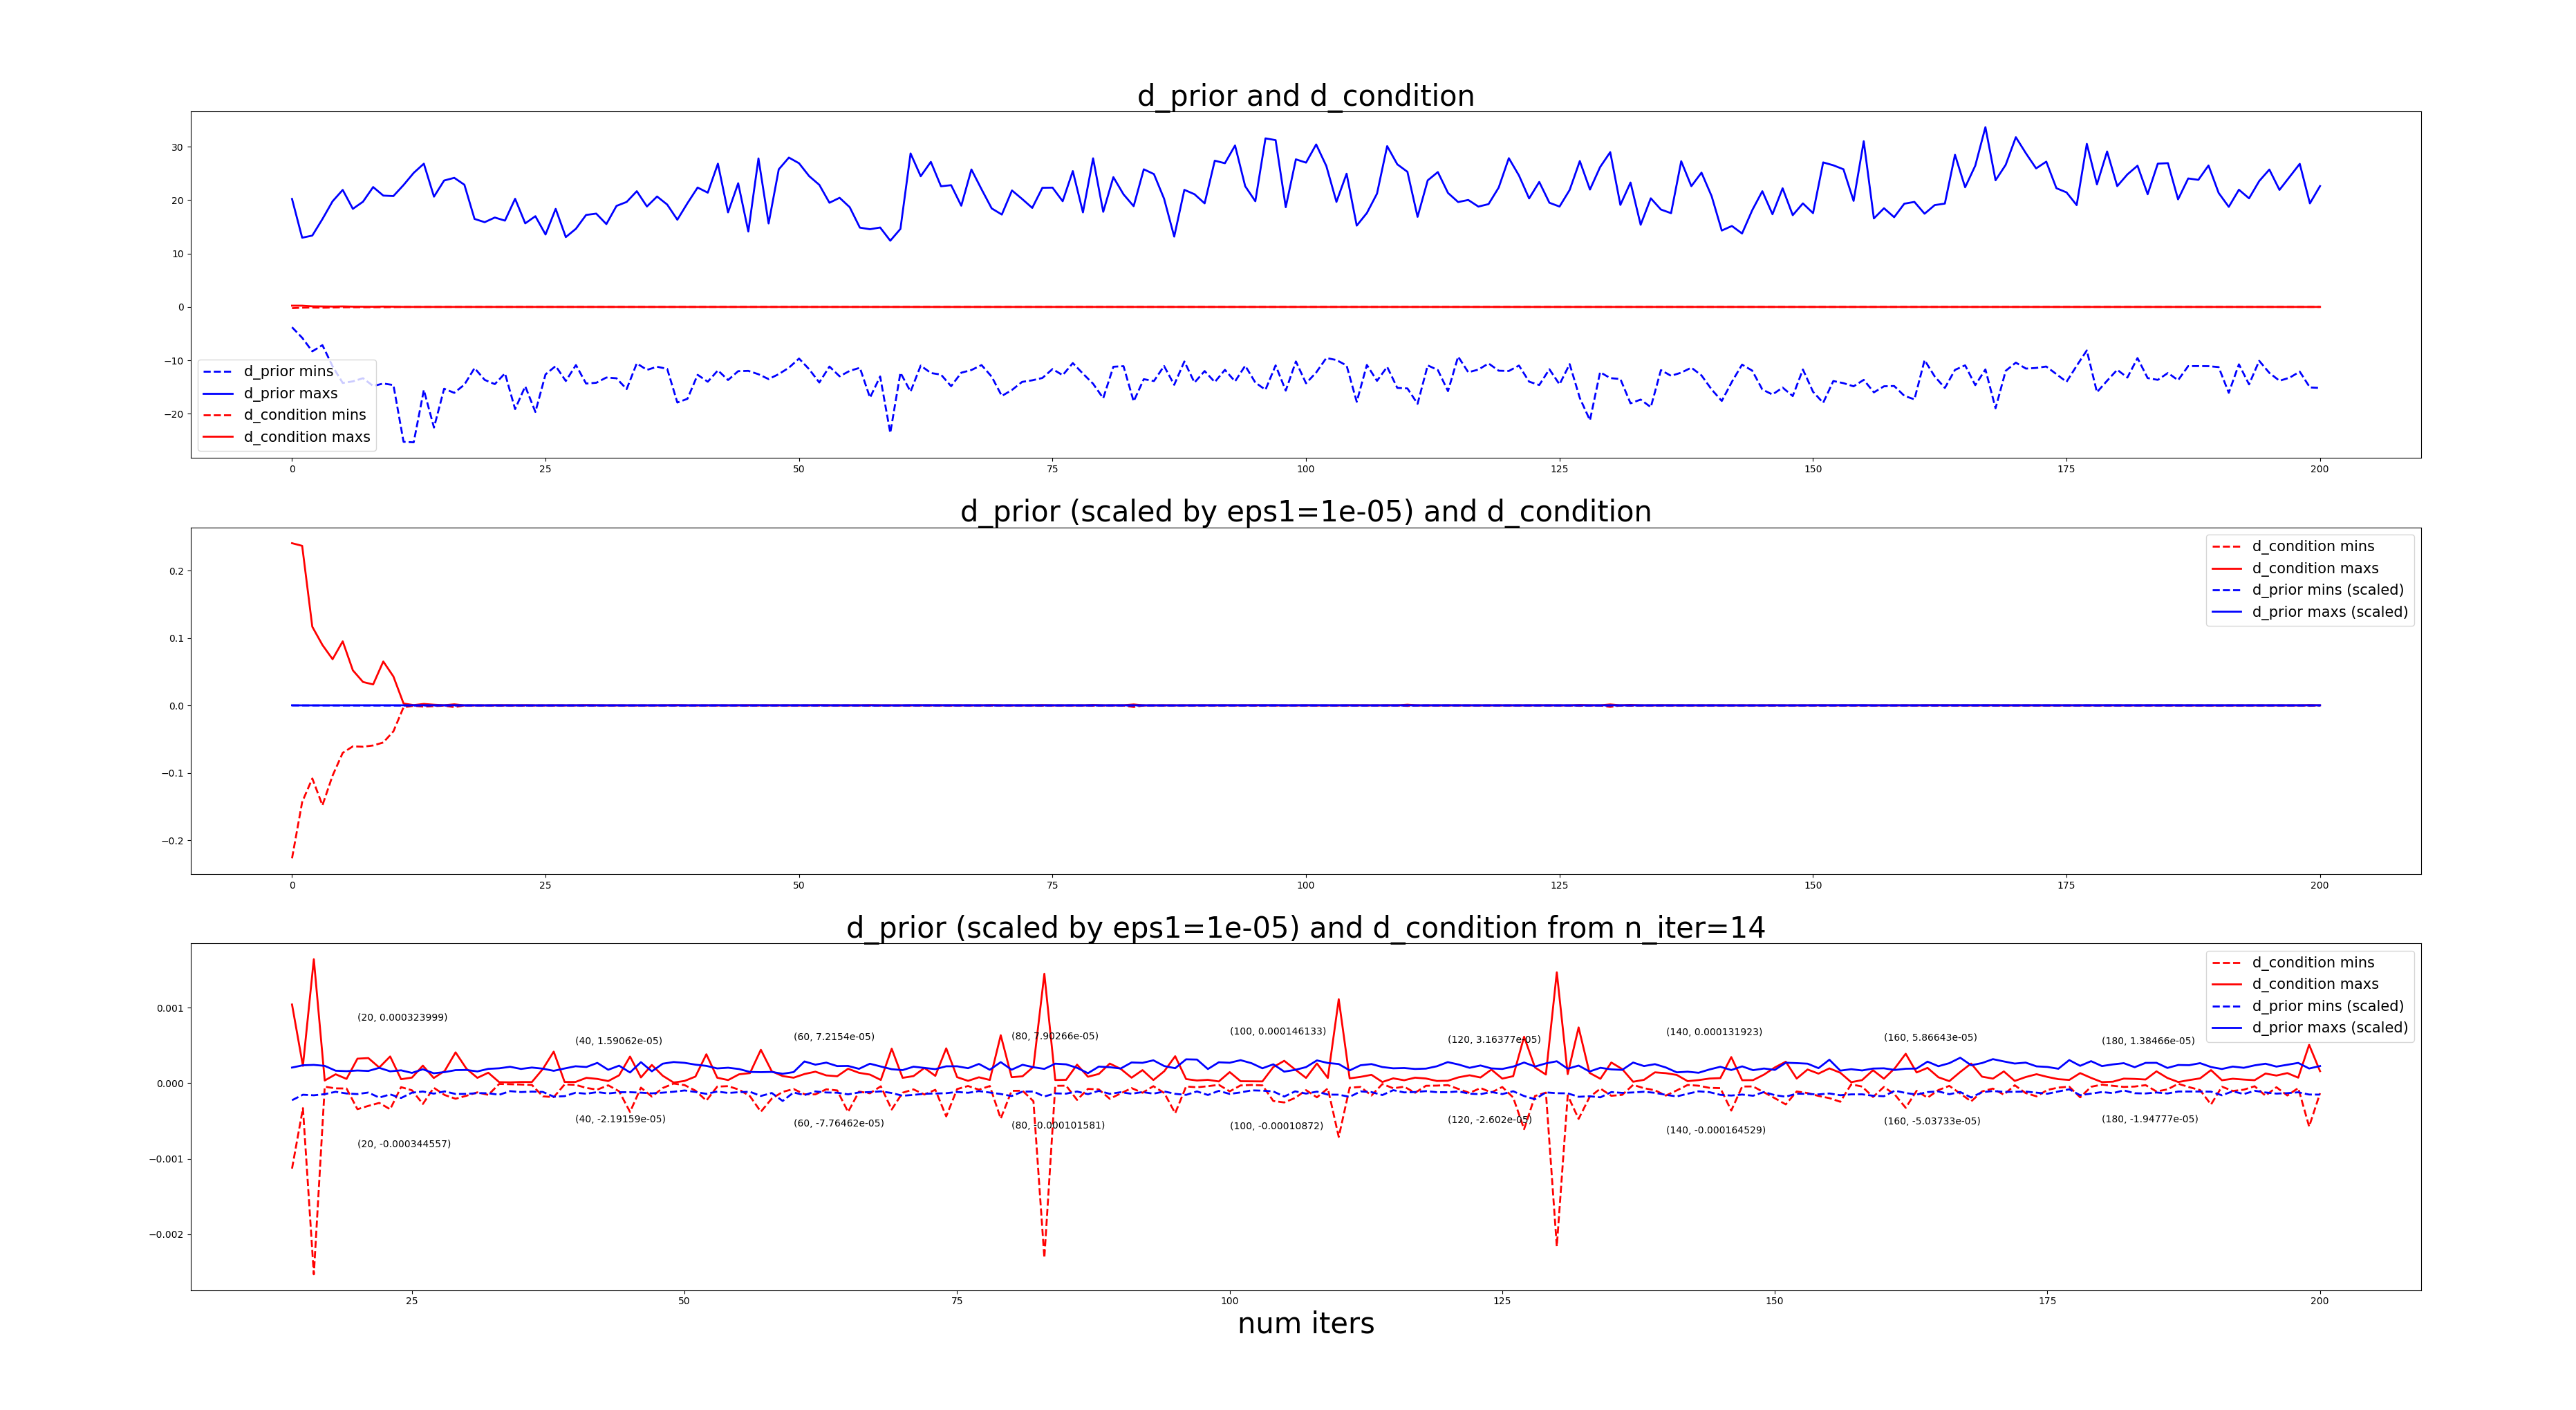 d_prior and d_condition
30
20
10
0
−10
−20
d_prior mins
d_prior maxs
d_condition mins
d_condition maxs
0 25 50 75 100 125 150 175 200
d_prior (scaled by eps1=1e-05) and d_condition
0.2
0.1
0.0
−0.1
−0.2
d_condition mins
d_condition maxs
d_prior mins (scaled)
d_prior maxs (scaled)
0 25 50 75 100 125 150 175 200
d_prior (scaled by eps1=1e-05) and d_condition from n_iter=14
0.001
0.000
−0.001
−0.002
d_condition mins
d_condition maxs
d_prior mins (scaled)
d_prior maxs (scaled)
(20, 0.000323999)
(40, 1.59062e-05)
(60, 7.2154e-05)
(80, 7.90266e-05)
(100, 0.000146133)
(120, 3.16377e-05)
(140, 0.000131923)
(160, 5.86643e-05)
(180, 1.38466e-05)
(20, -0.000344557)
(40, -2.19159e-05)
(60, -7.76462e-05)
(80, -0.000101581)
(100, -0.00010872)
(120, -2.602e-05)
(140, -0.000164529)
(160, -5.03733e-05)
(180, -1.94777e-05)
25 50 75 100 125 150 175 200
num iters